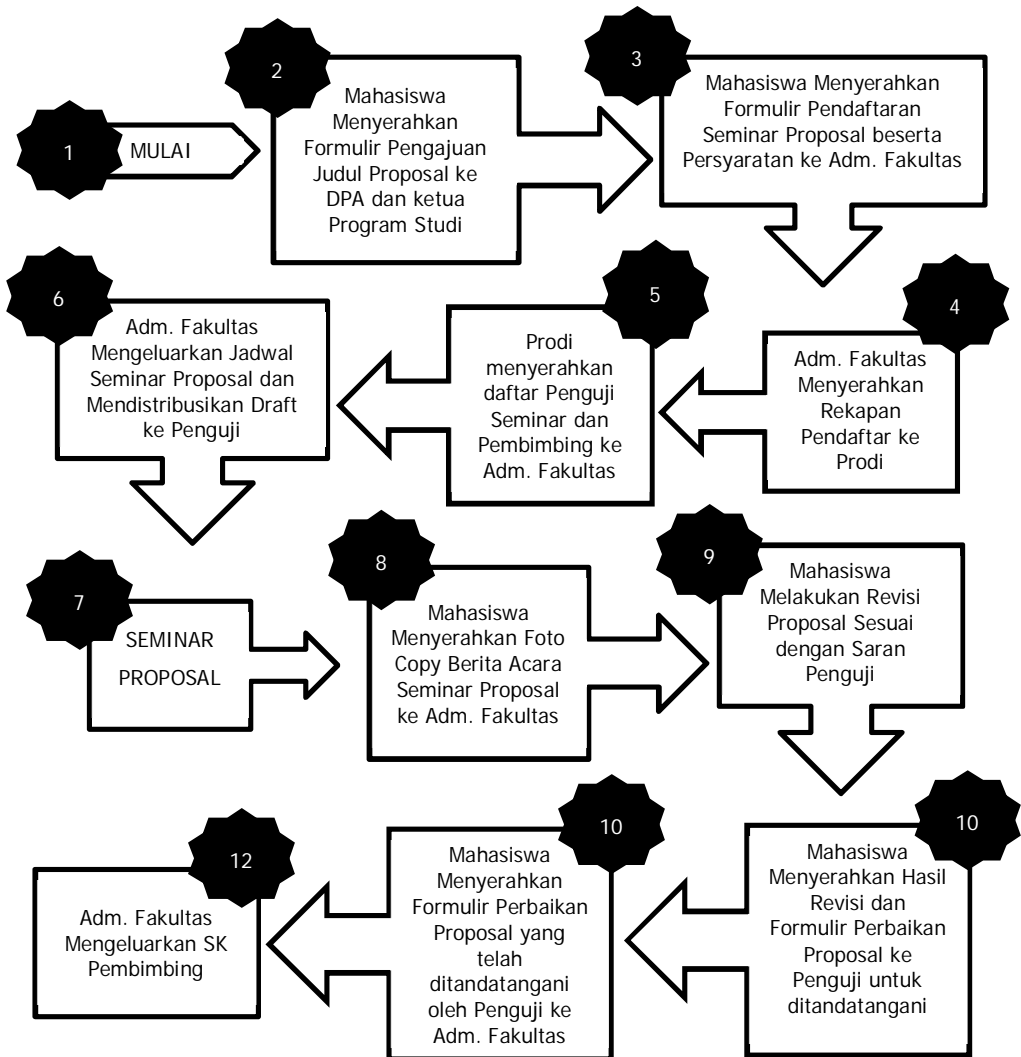 1
MULAI
2
Mahasiswa
Menyerahkan
Formulir Pengajuan
Judul Proposal ke
DPA dan ketua
Program Studi
3
Mahasiswa Menyerahkan
Formulir Pendaftaran
Seminar Proposal beserta
Persyaratan ke Adm. Fakultas
4
Adm. Fakultas
Menyerahkan
Rekapan
Pendaftar ke
Prodi
5
Prodi
menyerahkan
daftar Penguji
Seminar dan
Pembimbing ke
Adm. Fakultas
6
Adm. Fakultas
Mengeluarkan Jadwal
Seminar Proposal dan
Mendistribusikan Draft
ke Penguji
7
SEMINAR
PROPOSAL
8
Mahasiswa
Menyerahkan Foto
Copy Berita Acara
Seminar Proposal
ke Adm. Fakultas
9
Mahasiswa
Melakukan Revisi
Proposal Sesuai
dengan Saran
Penguji
10
Mahasiswa
Menyerahkan Hasil
Revisi dan
Formulir Perbaikan
Proposal ke
Penguji untuk
ditandatangani
10
Mahasiswa
Menyerahkan
Formulir Perbaikan
Proposal yang
telah
ditandatangani
oleh Penguji ke
Adm. Fakultas
12
Adm. Fakultas
Mengeluarkan SK
Pembimbing